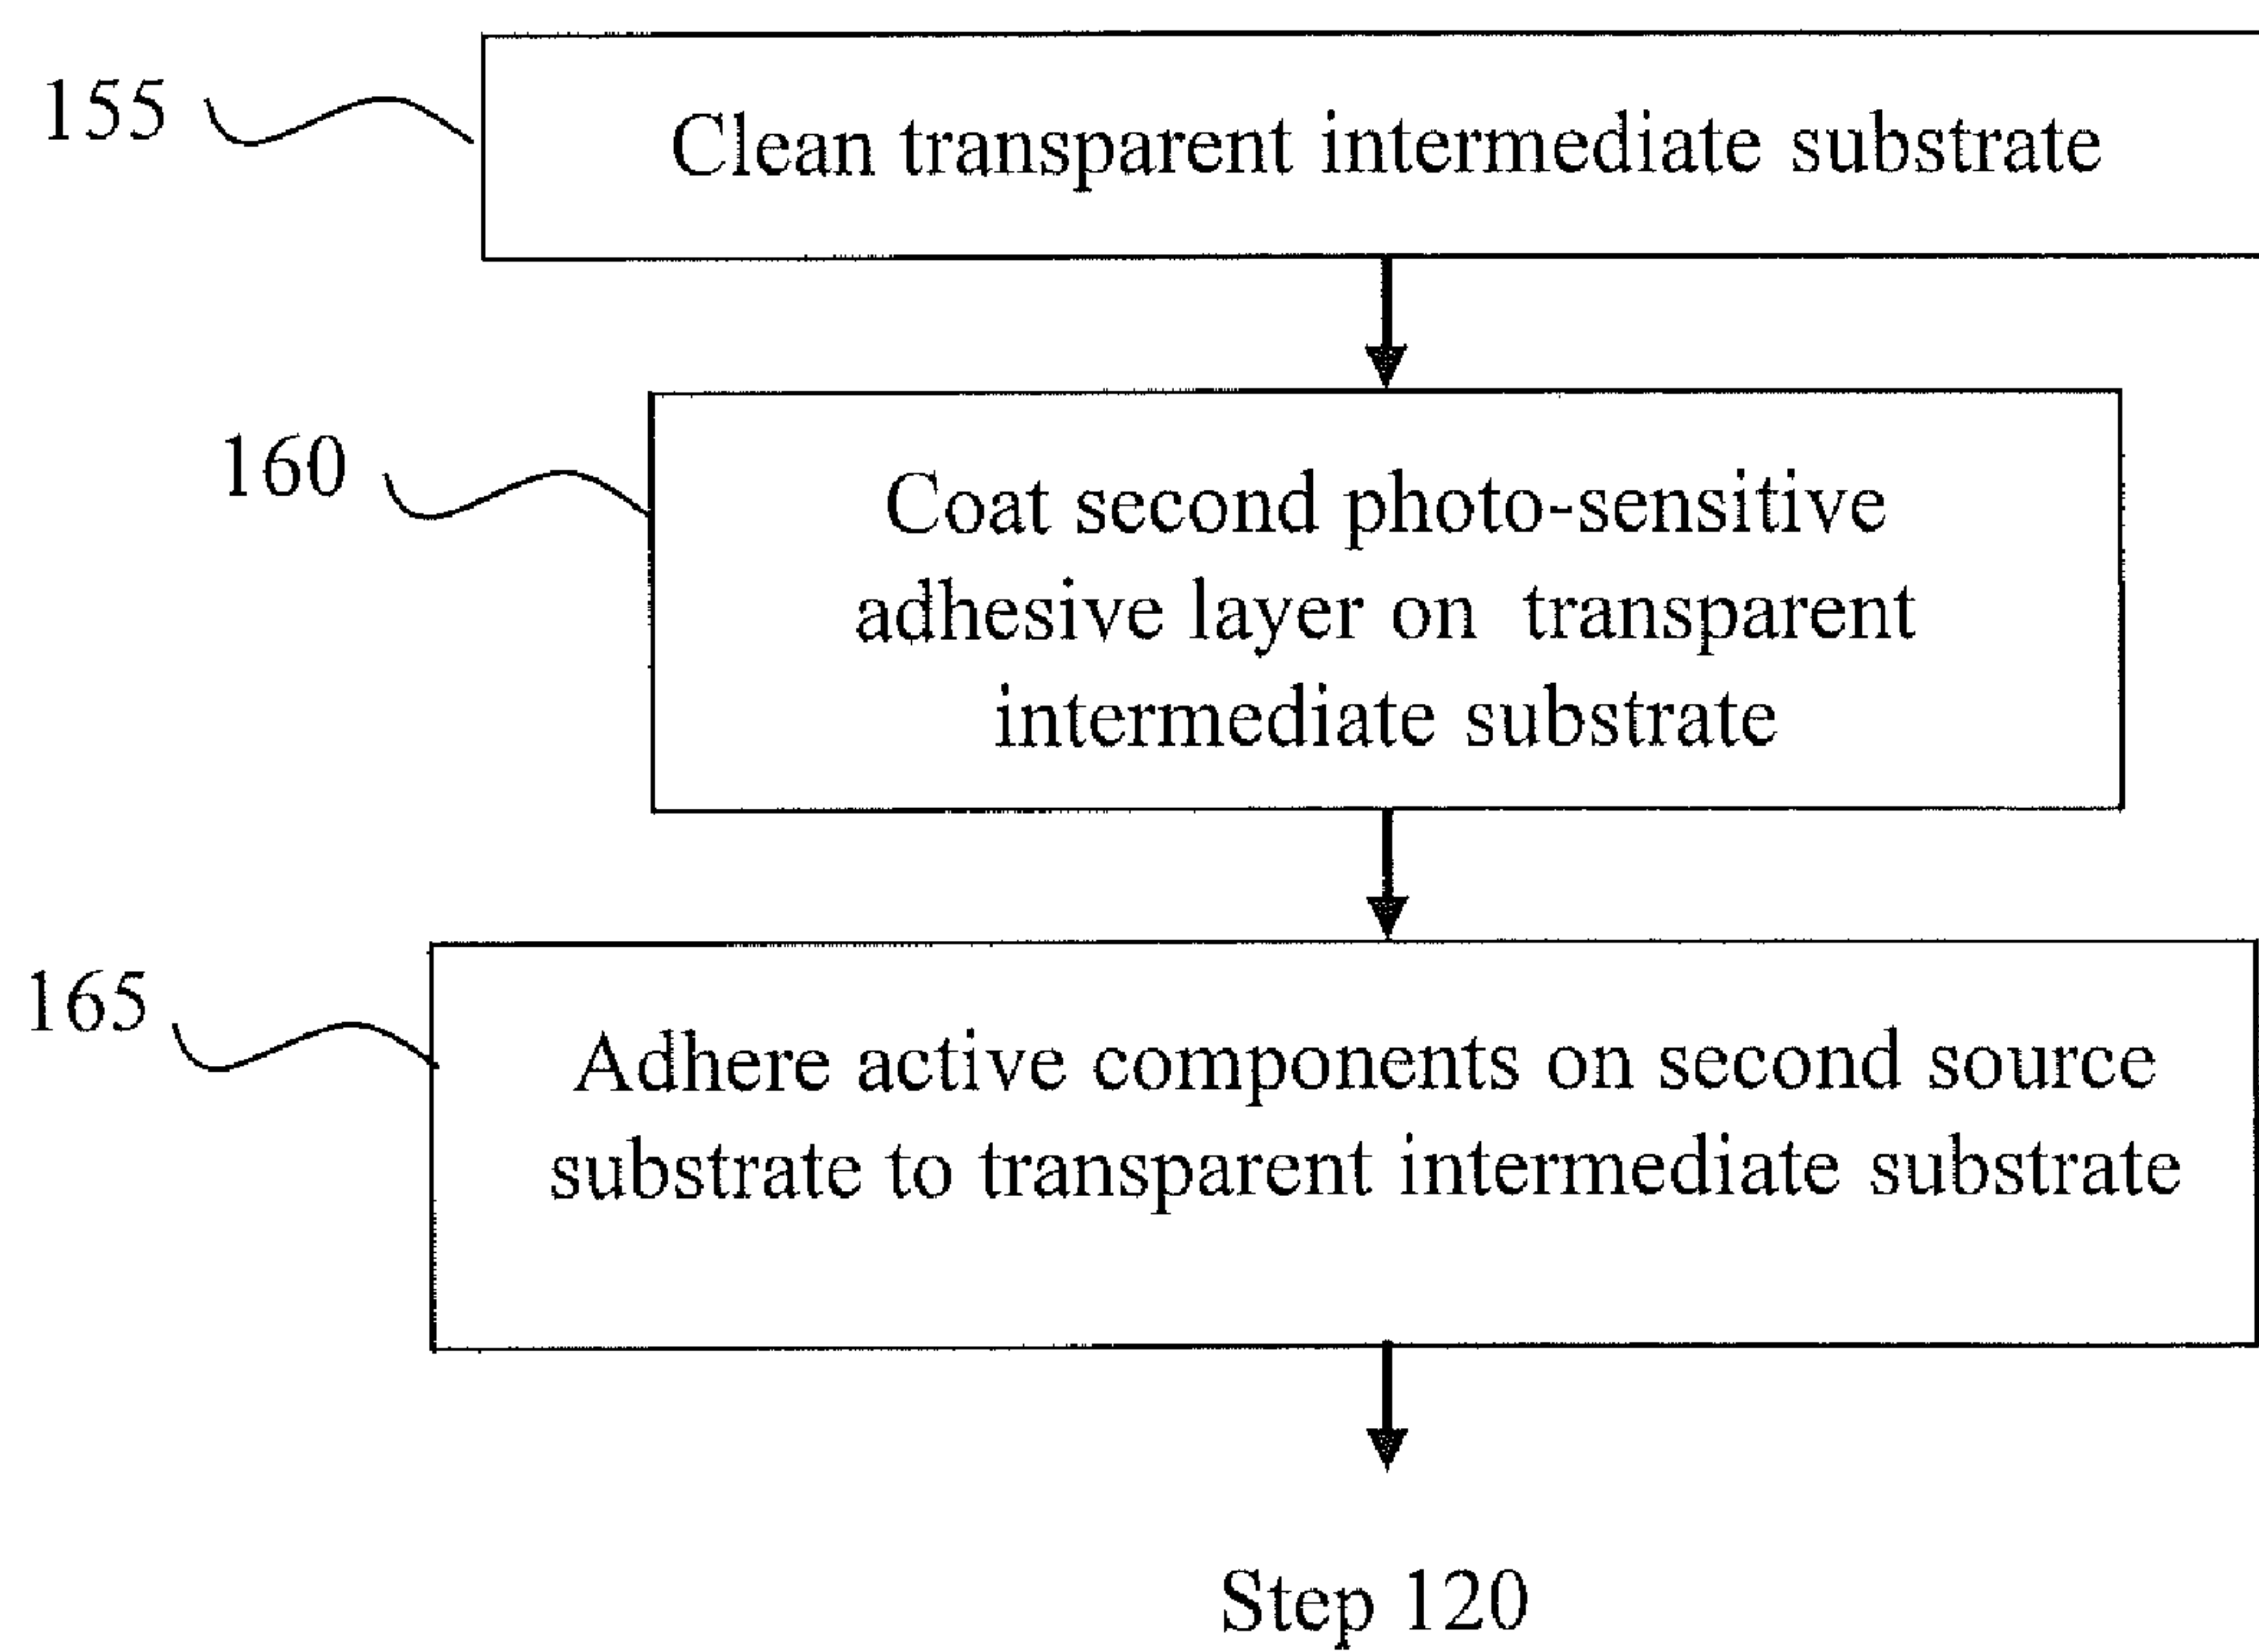 155
Clean transparent intermediate substrate
160
Coat second photo-sensitive
adhesive layer on transparent
intermediate substrate
165
Adhere active components on second source
substrate to transparent intermediate substrate
Step 120